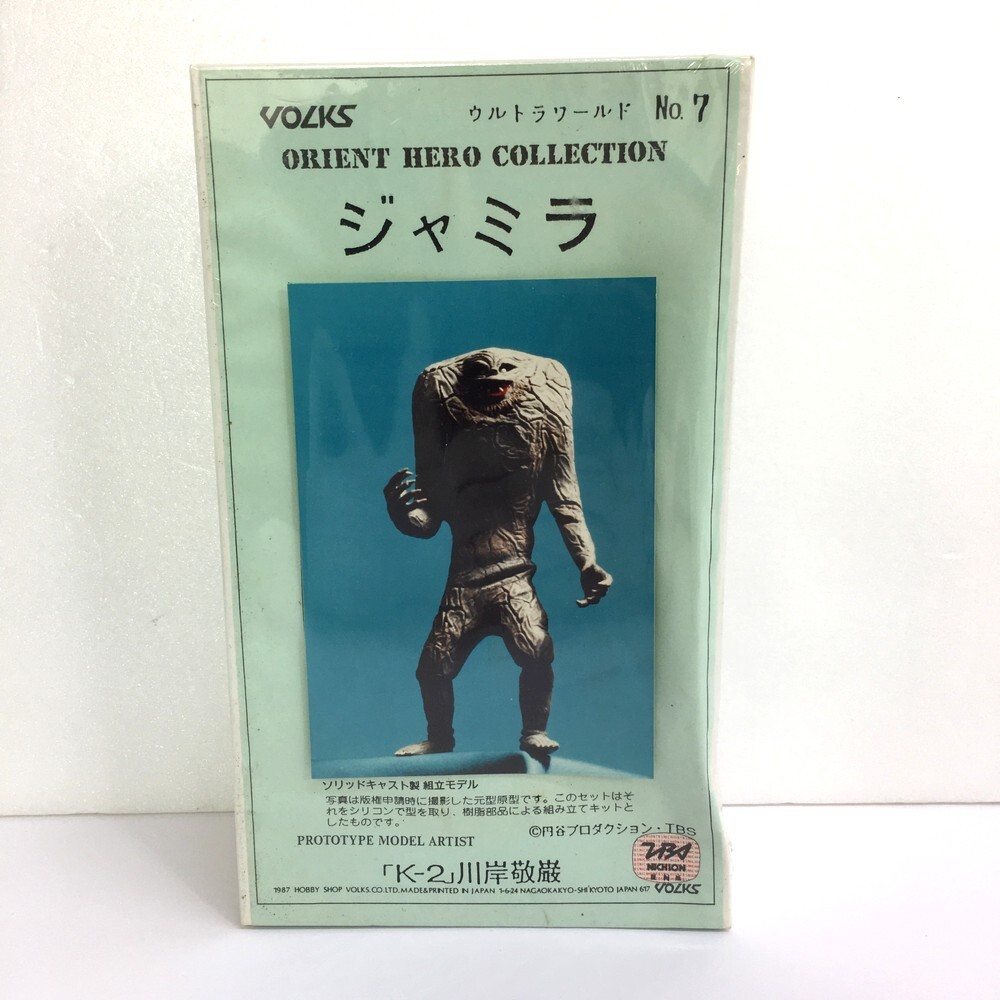 VOLKS ウルトラワールド No. 7
ORIENT HERO COLLECTION
ジャミラ
ソリッドキャスト製 組立モデル
写真は版権申請時に撮影した元型原型です。このセットはそ
れをシリコンで型を取り、樹脂部品による組み立てキットと
したものです。
©円谷プロダクション・TBS
PROTOTYPE MODEL ARTIST
「K-2」川岸敬厳
NICHION
1987 HOBBY SHOP VOLKS.CO.LTD.MADE&PRINTED IN JAPAN 1-6-24 NAGAOKAKYO-SHI'KYOTO JAPAN 617 VOLKS